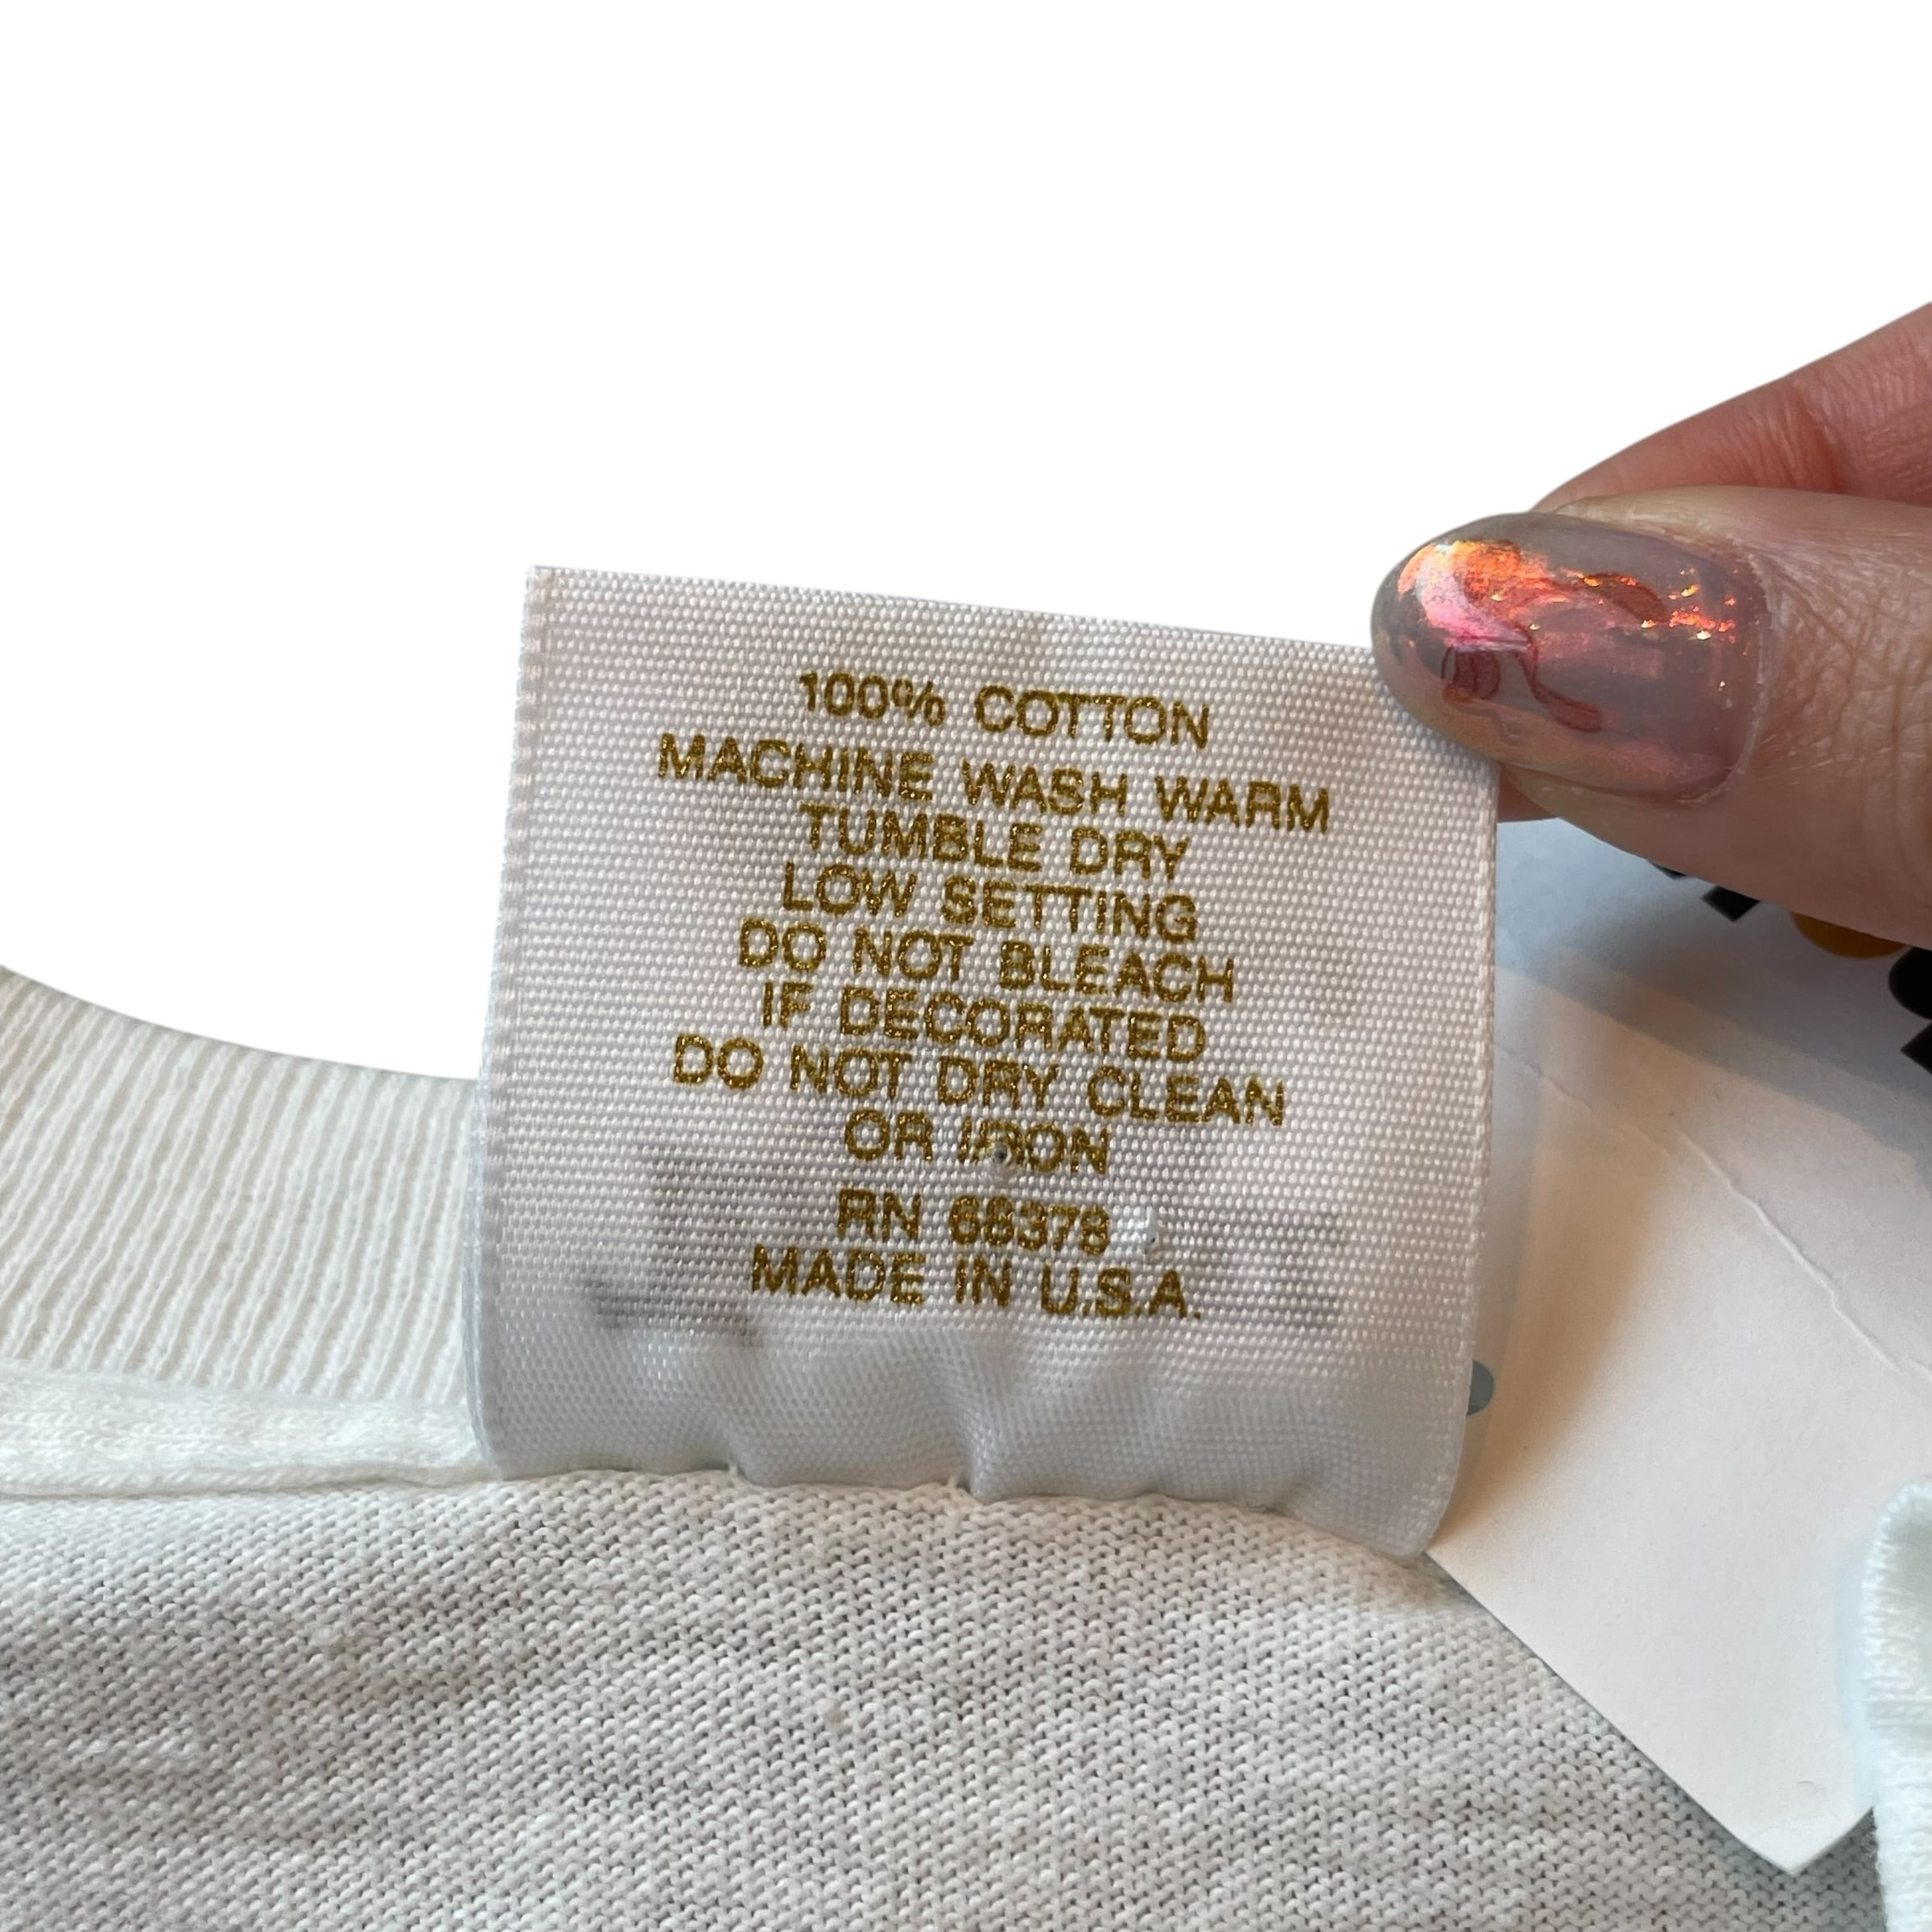 100% COTTON
MACHINE WASH WARM
TUMBLE DRY
LOW SETTING
DO NOT BLEACH
IF DECORATED
DO NOT DRY CLEAN
OR IRON
RN 66378
MADE IN U.S.A.